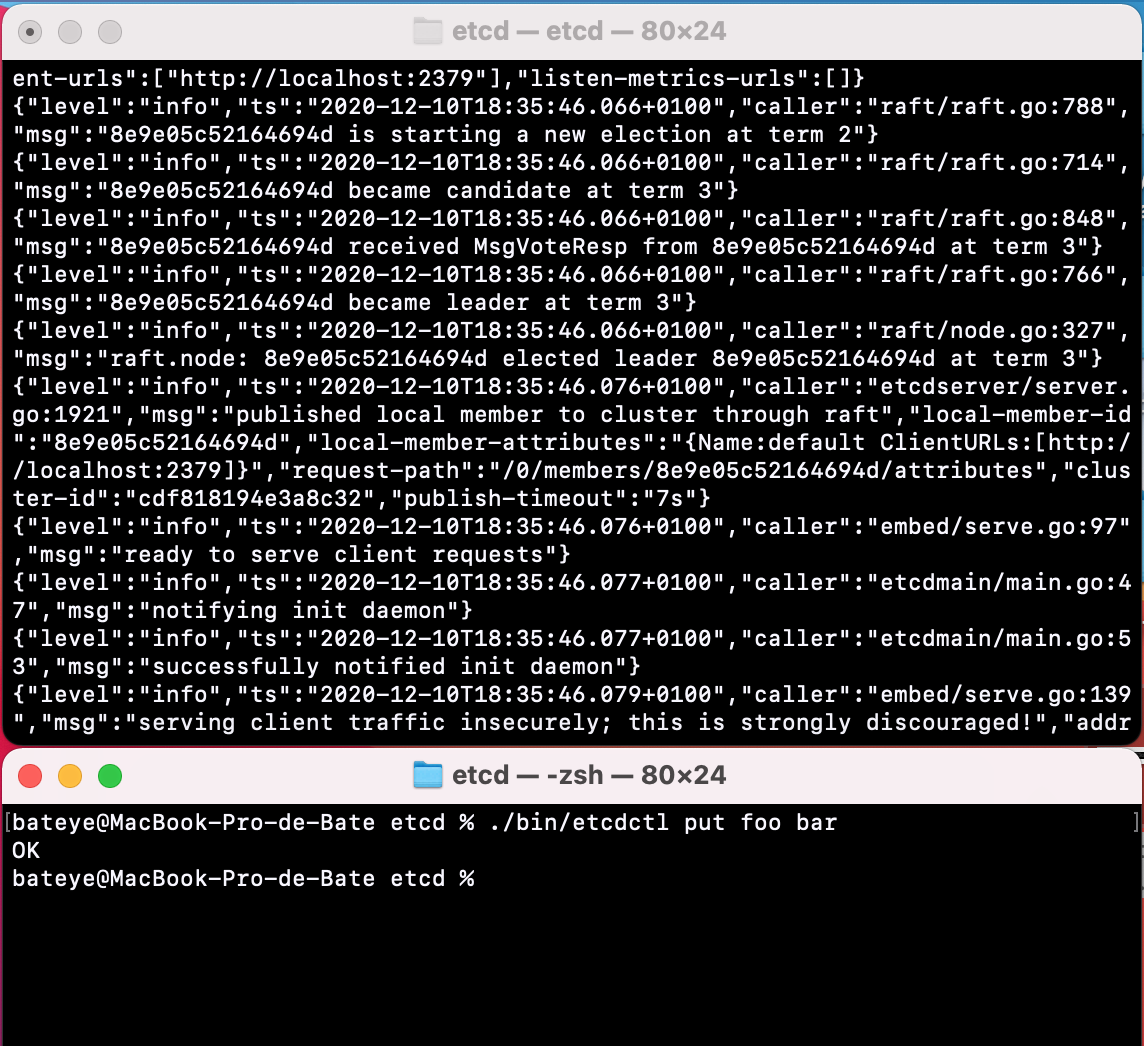 etcd — etcd — 80×24
ent-urls":["http://localhost:2379"],"listen-metrics-urls":[]}
{"level":"info","ts":"2020-12-10T18:35:46.066+0100","caller":"raft/raft.go:788",
"msg":"8e9e05c52164694d is starting a new election at term 2"}
{"level":"info","ts":"2020-12-10T18:35:46.066+0100","caller":"raft/raft.go:714",
"msg":"8e9e05c52164694d became candidate at term 3"}
{"level":"info","ts":"2020-12-10T18:35:46.066+0100","caller":"raft/raft.go:848",
"msg":"8e9e05c52164694d received MsgVoteResp from 8e9e05c52164694d at term 3"}
{"level":"info","ts":"2020-12-10T18:35:46.066+0100","caller":"raft/raft.go:766",
"msg":"8e9e05c52164694d became leader at term 3"}
{"level":"info","ts":"2020-12-10T18:35:46.066+0100","caller":"raft/node.go:327",
"msg":"raft.node: 8e9e05c52164694d elected leader 8e9e05c52164694d at term 3"}
{"level":"info","ts":"2020-12-10T18:35:46.076+0100","caller":"etcdserver/server.
go:1921","msg":"published local member to cluster through raft","local-member-id
":"8e9e05c52164694d","local-member-attributes":"{Name:default ClientURLs:[http:/
/localhost:2379]}","request-path":"/0/members/8e9e05c52164694d/attributes","clus
ter-id":"cdf818194e3a8c32","publish-timeout":"7s"}
{"level":"info","ts":"2020-12-10T18:35:46.076+0100","caller":"embed/serve.go:97"
,"msg":"ready to serve client requests"}
{"level":"info","ts":"2020-12-10T18:35:46.077+0100","caller":"etcdmain/main.go:4
7","msg":"notifying init daemon"}
{"level":"info","ts":"2020-12-10T18:35:46.077+0100","caller":"etcdmain/main.go:5
3","msg":"successfully notified init daemon"}
{"level":"info","ts":"2020-12-10T18:35:46.079+0100","caller":"embed/serve.go:139
","msg":"serving client traffic insecurely; this is strongly discouraged!","addr
etcd — -zsh — 80×24
[bateye@MacBook-Pro-de-Bate etcd % ./bin/etcdctl put foo bar ]
OK
bateye@MacBook-Pro-de-Bate etcd %